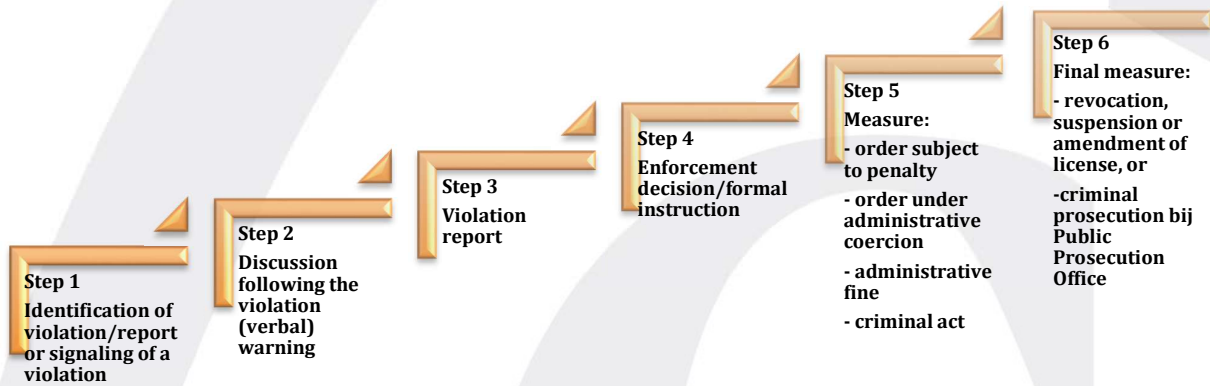 Step 1
Identification of
violation/report
or signaling of a
violation
Step 2
Discussion
following the
violation
(verbal)
warning
Step 3
Violation
report
Step 4
Enforcement
decision/formal
instruction
Step 5
Measure:
- order subject
to penalty
- order under
administrative
coercion
- administrative
fine
- criminal act
Step 6
Final measure:
- revocation,
suspension or
amendment of
license, or
-criminal
prosecution bij
Public
Prosecution
Office